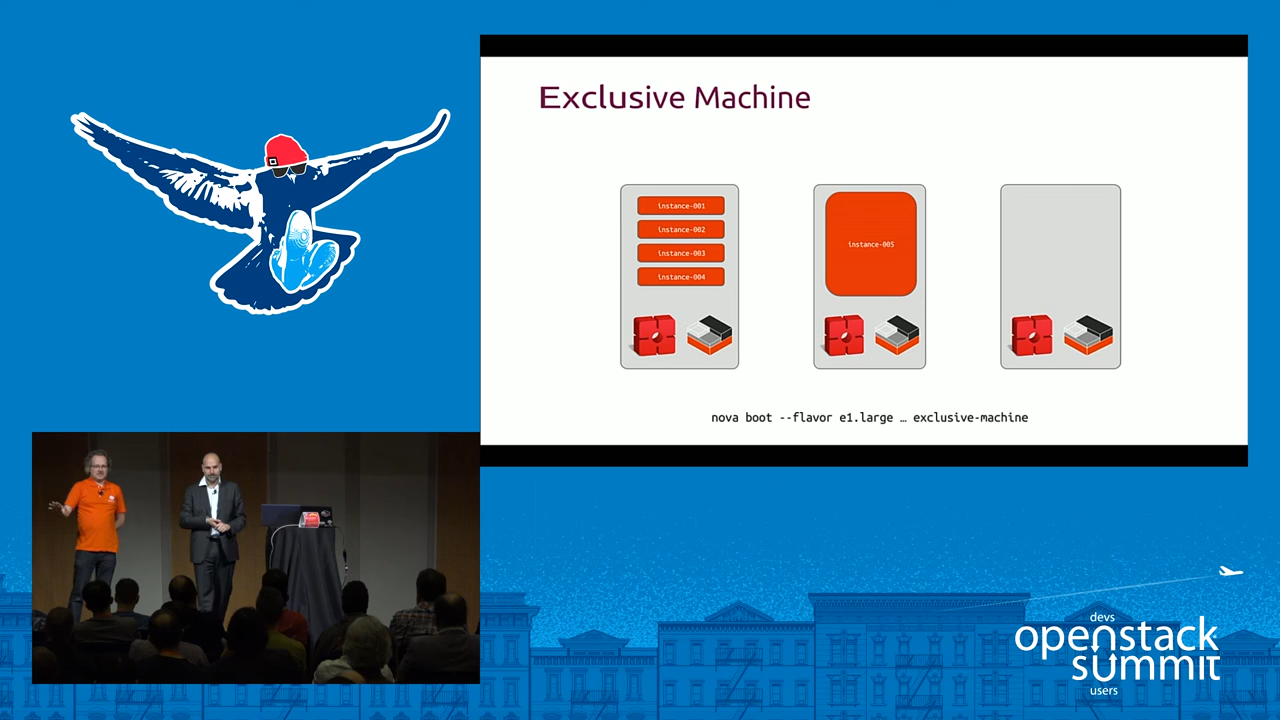 Exclusive Machine
instance-001
instance-002
instance-003
instance-004
instance-005
nova boot --flavor e1.large … exclusive-machine
devs
openstack
summit
users